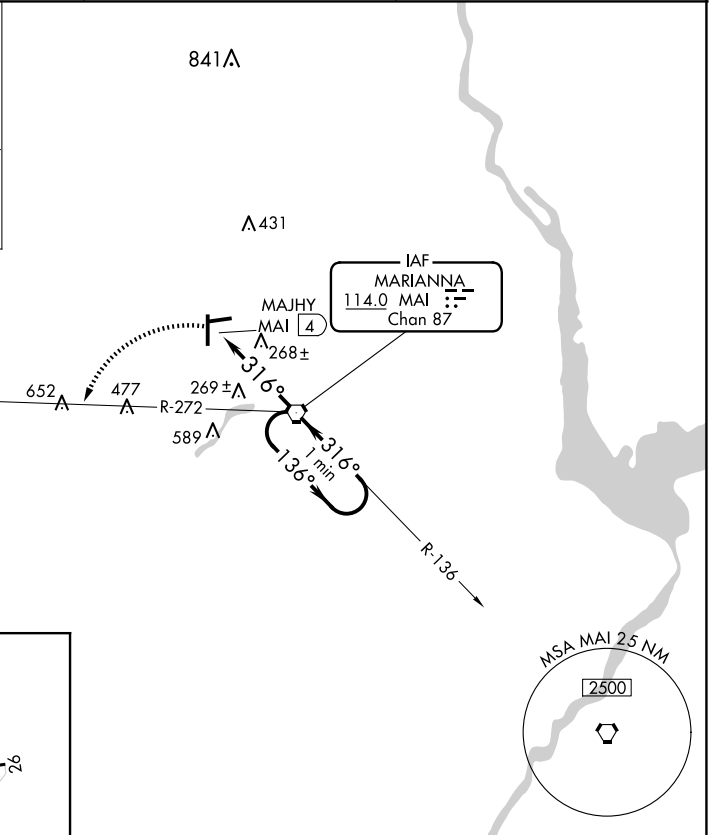 841
431
IAF
MARIANNA
114.0 MAI
Chan 87
MAJHY
MAI 4
268±
316°
652
477
269±
R-272
589
316°
1 min
136°
R-136
MSA MAI 25 NM
2500
26